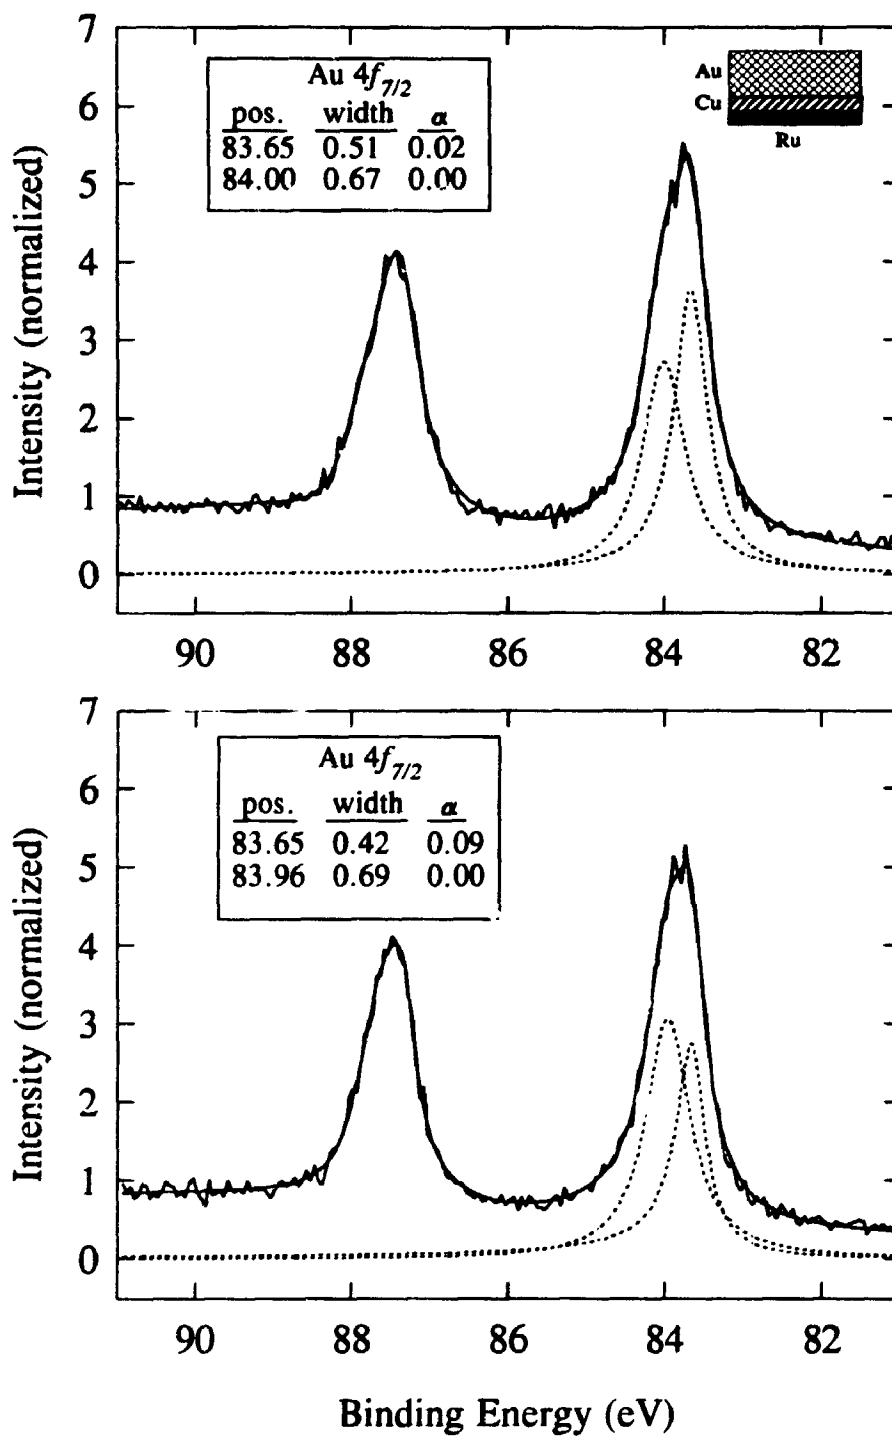 7
6
5
4
3
2
1
0
Intensity (normalized)
Au 4f7/2
pos. width α
83.65 0.51 0.02
84.00 0.67 0.00
Au
Cu
Ru
90 88 86 84 82
7
6
5
4
3
2
1
0
Intensity (normalized)
Au 4f7/2
pos. width α
83.65 0.42 0.09
83.96 0.69 0.00
90 88 86 84 82
Binding Energy (eV)